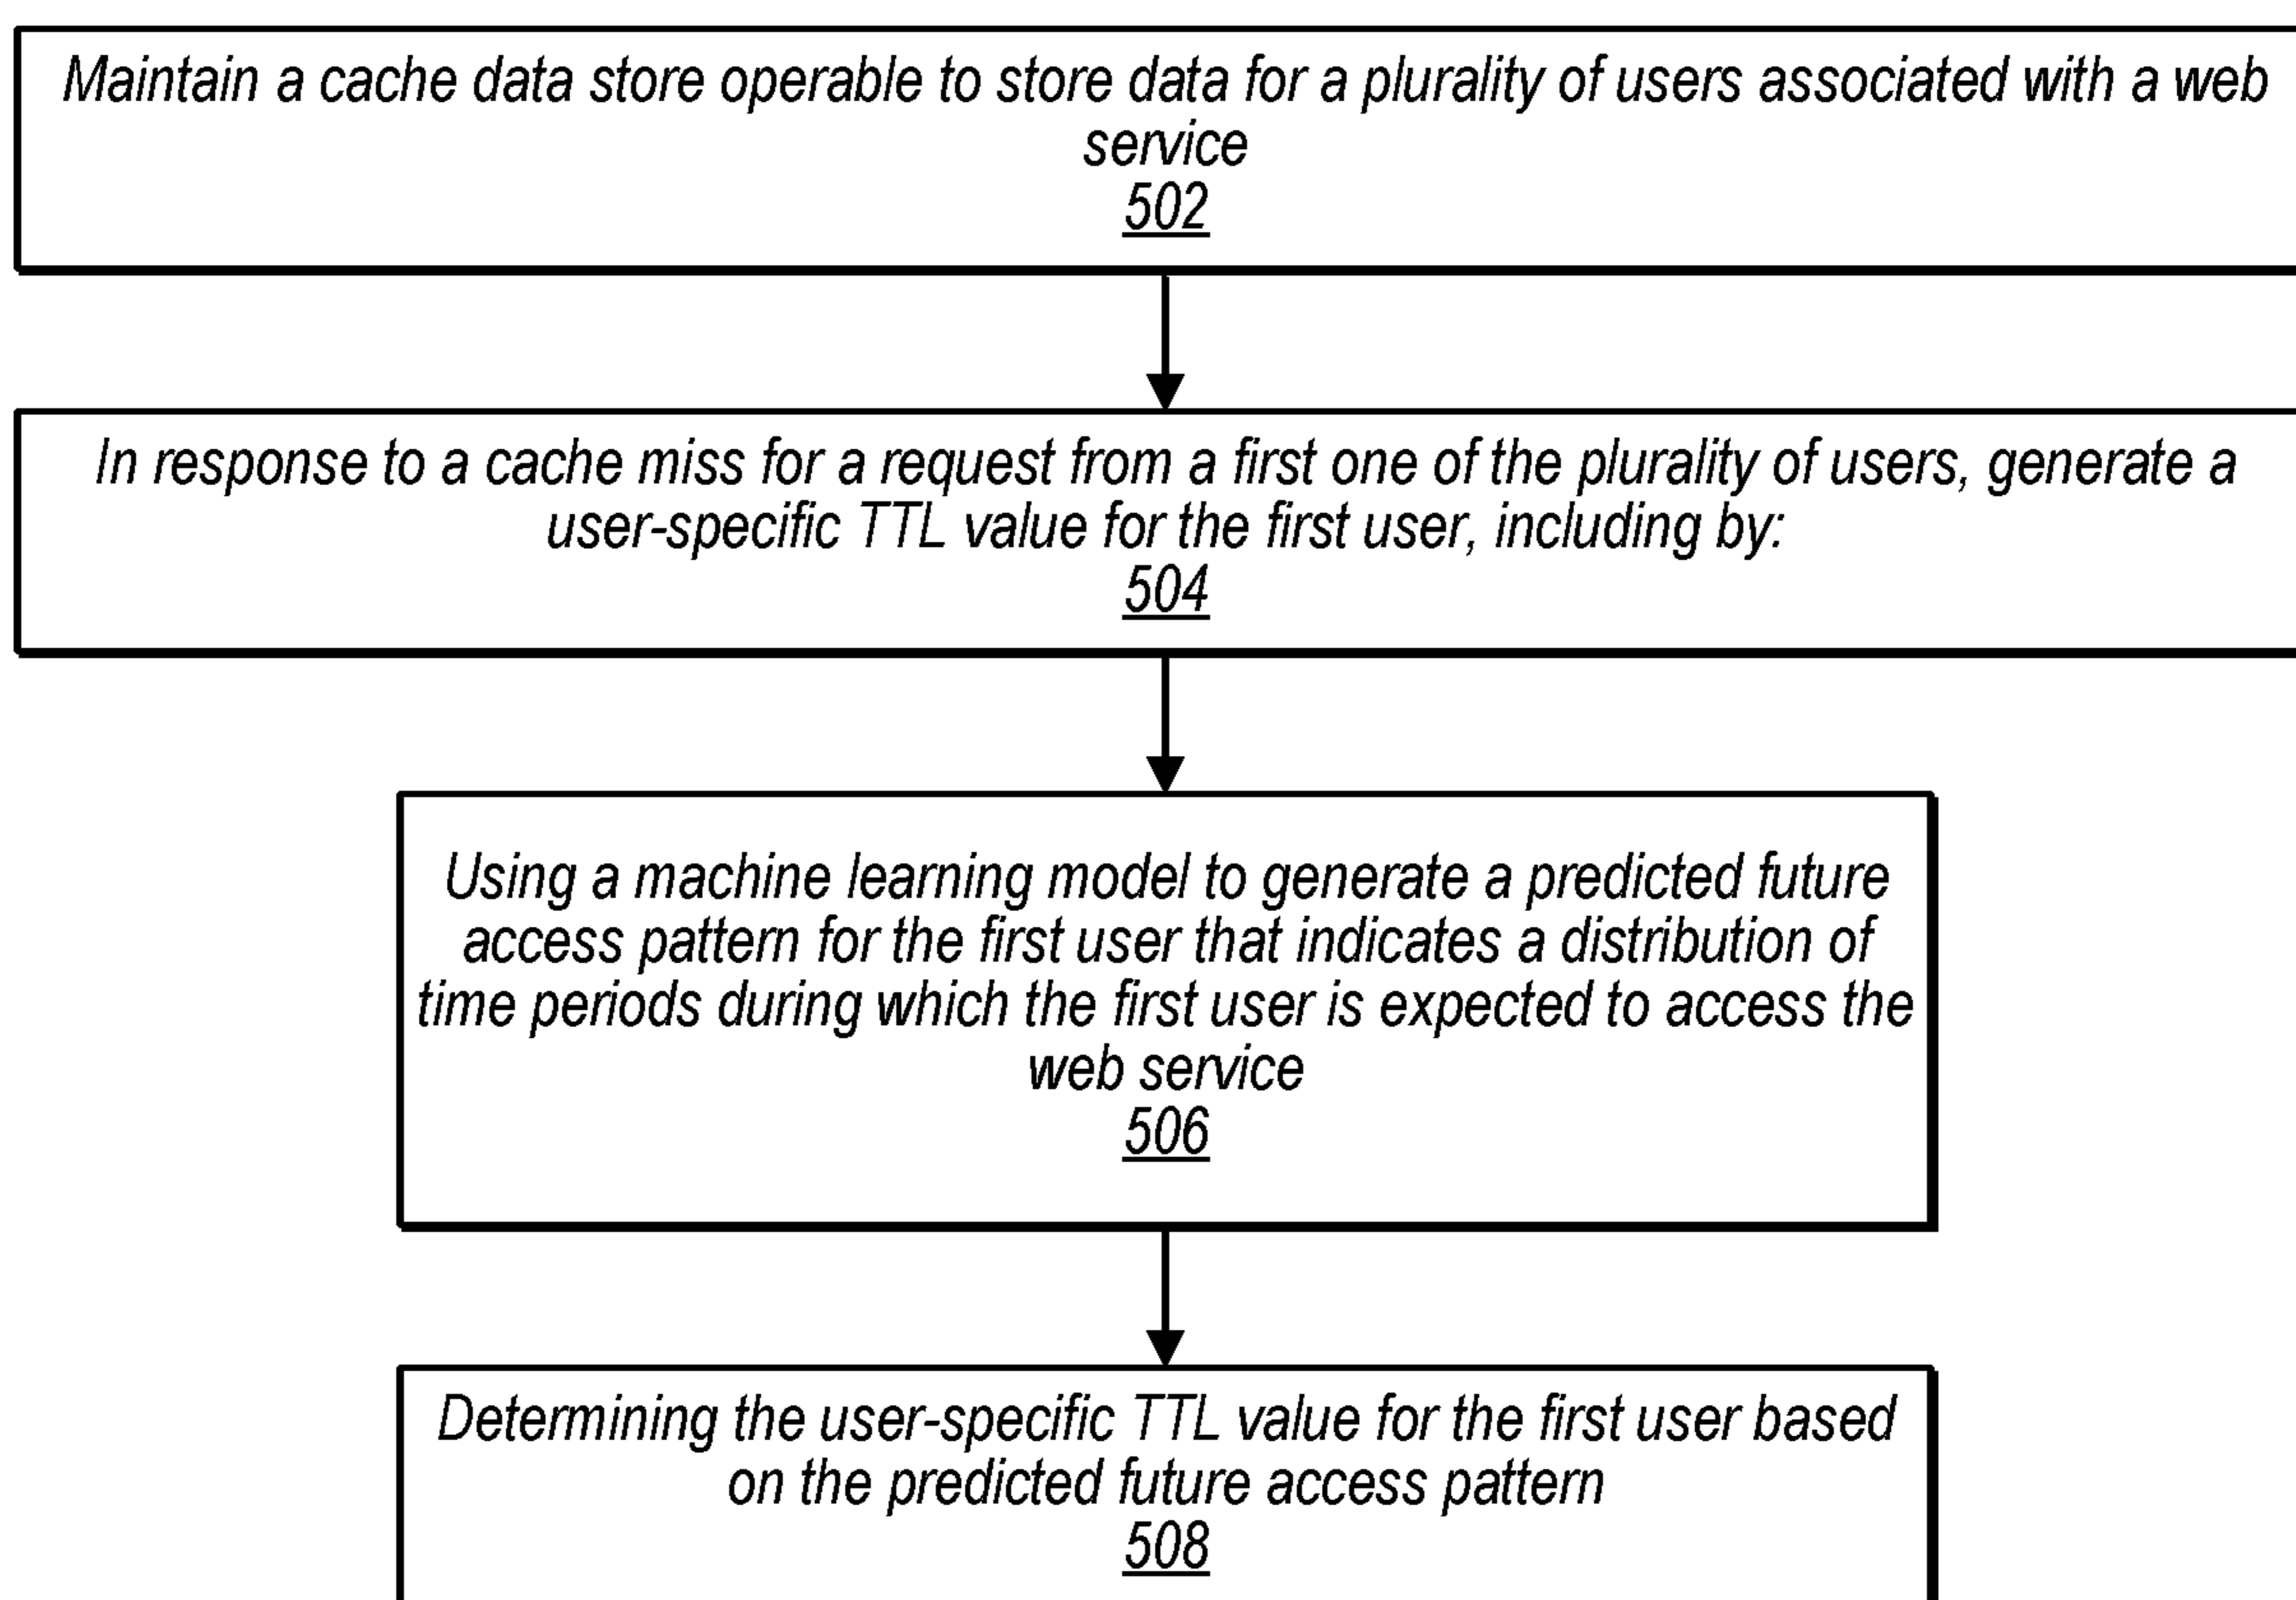 Maintain a cache data store operable to store data for a plurality of users associated with a web
service
502
In response to a cache miss for a request from a first one of the plurality of users, generate a
user-specific TTL value for the first user, including by:
504
Using a machine learning model to generate a predicted future
access pattern for the first user that indicates a distribution of
time periods during which the first user is expected to access the
web service
506
Determining the user-specific TTL value for the first user based
on the predicted future access pattern
508